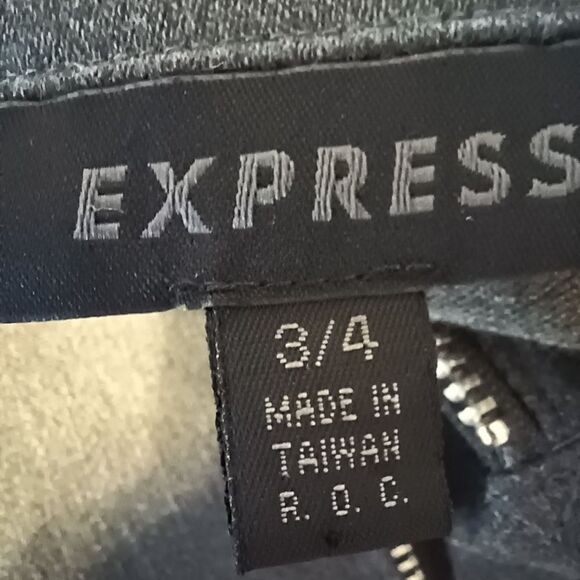 EXPRESS
3/4
MADE IN
TAIWAN
R. O. C.